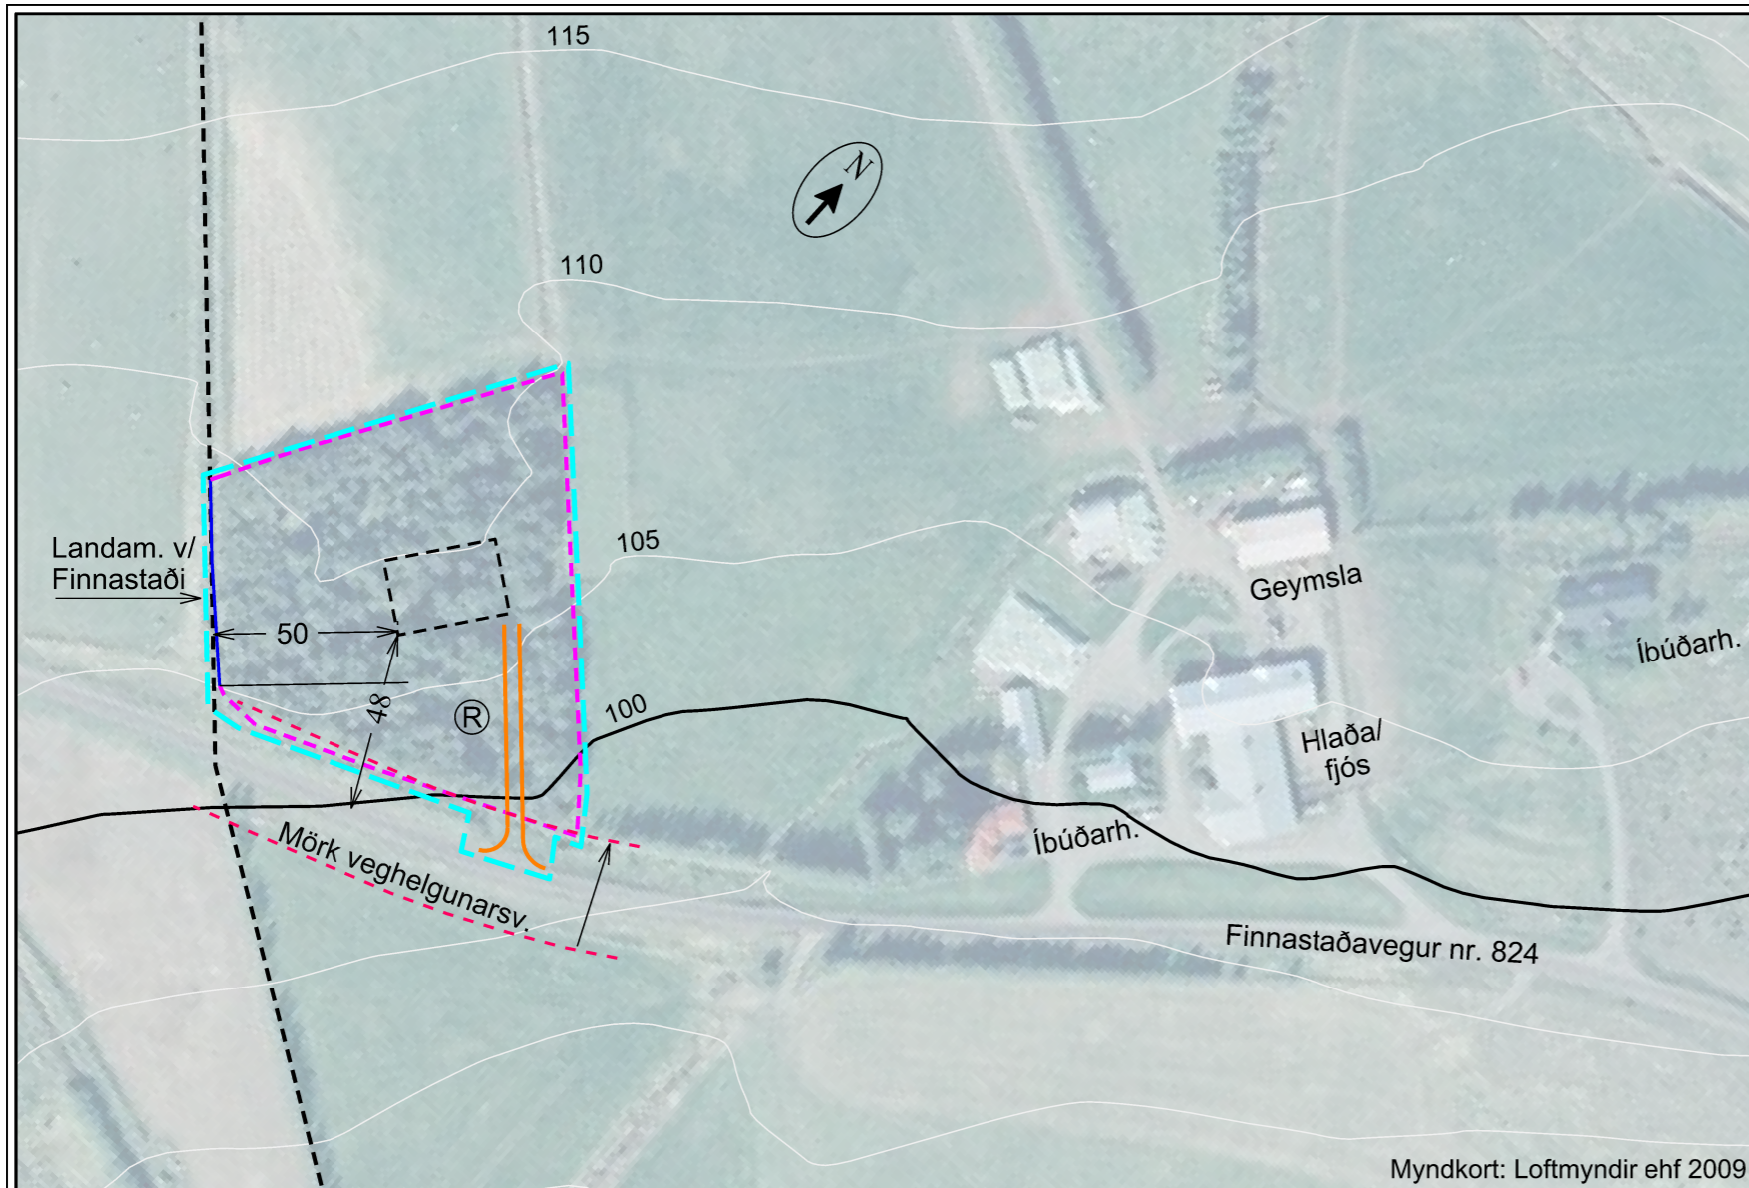 115
N
110
105
Landam. v/
Finnastaði
Geymsla
50
Íbúðarh.
48
R
100
Hlaða/
fjós
Mörk veghelgunarsv.
Íbúðarh.
Finnastaðavegur nr. 824
Myndkort: Loftmyndir ehf 2009